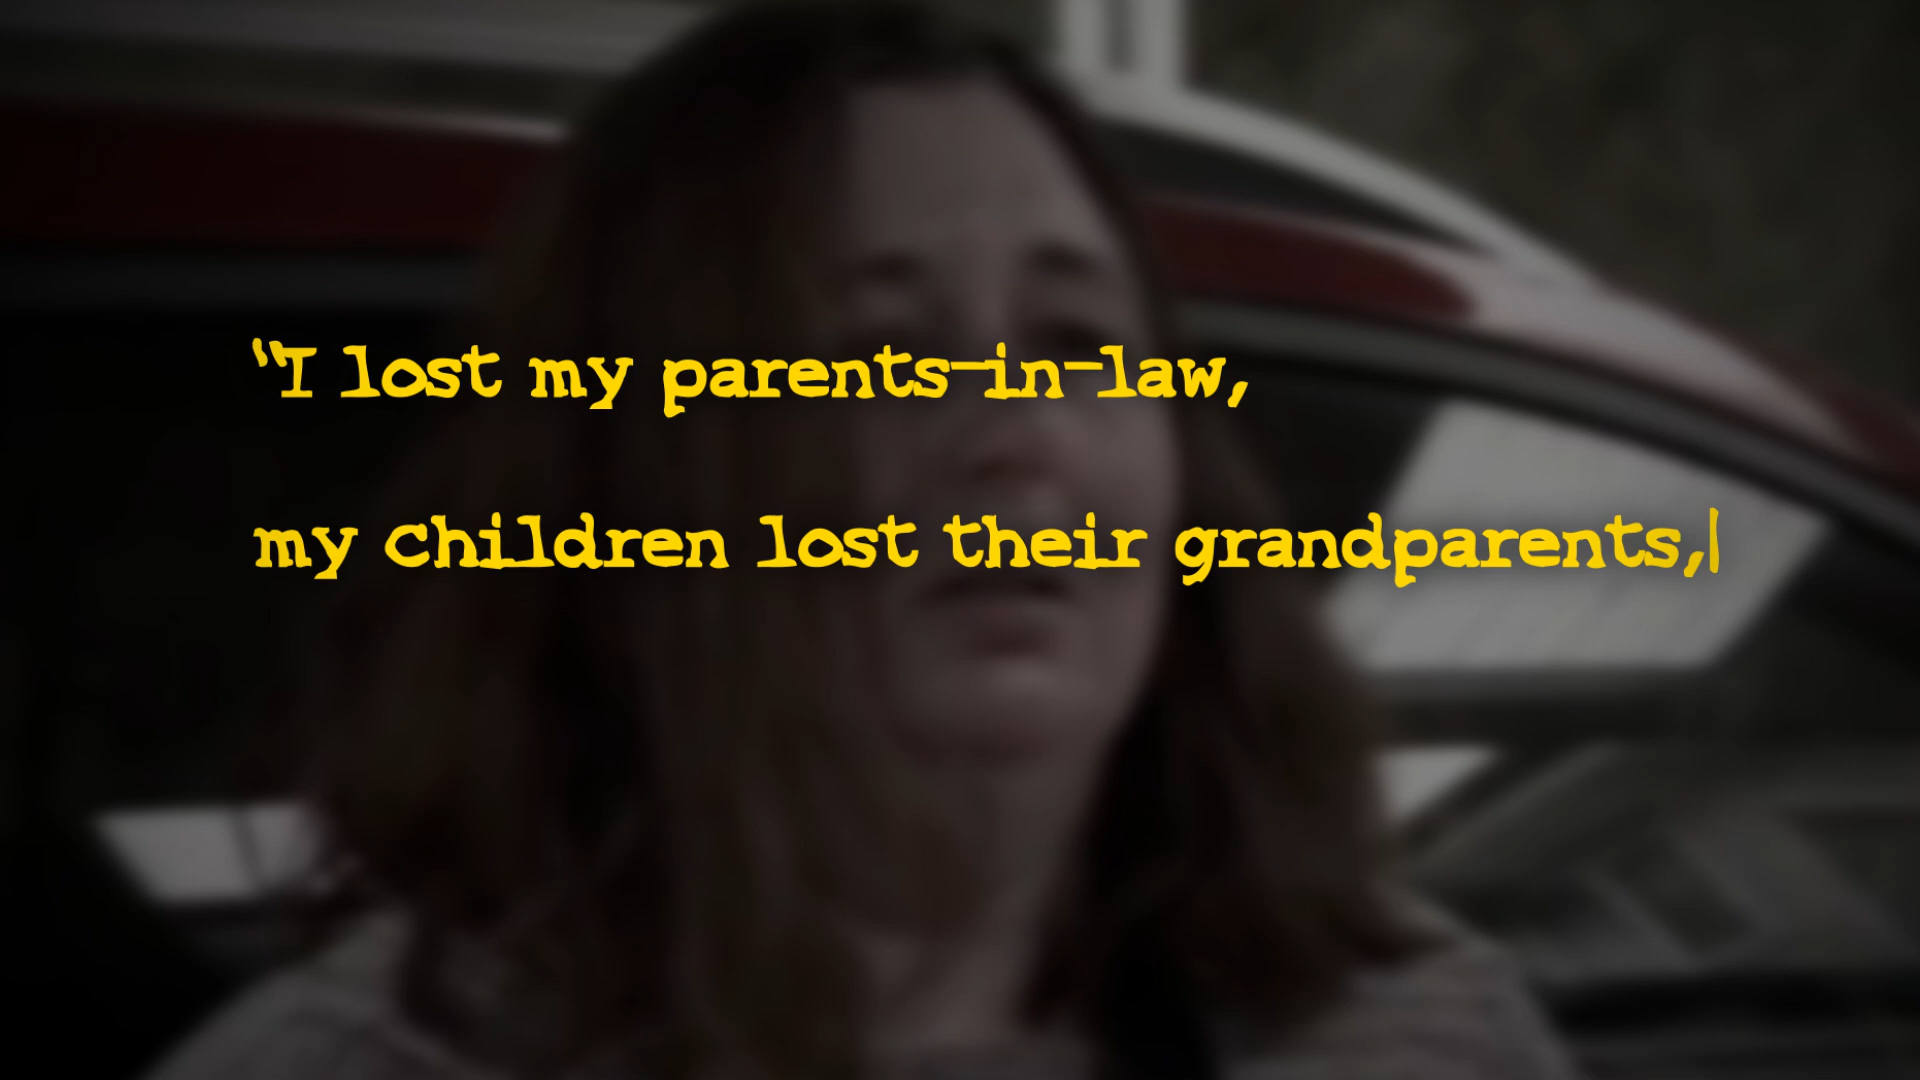 “I lost my parents-in-law,
my children lost their grandparents,